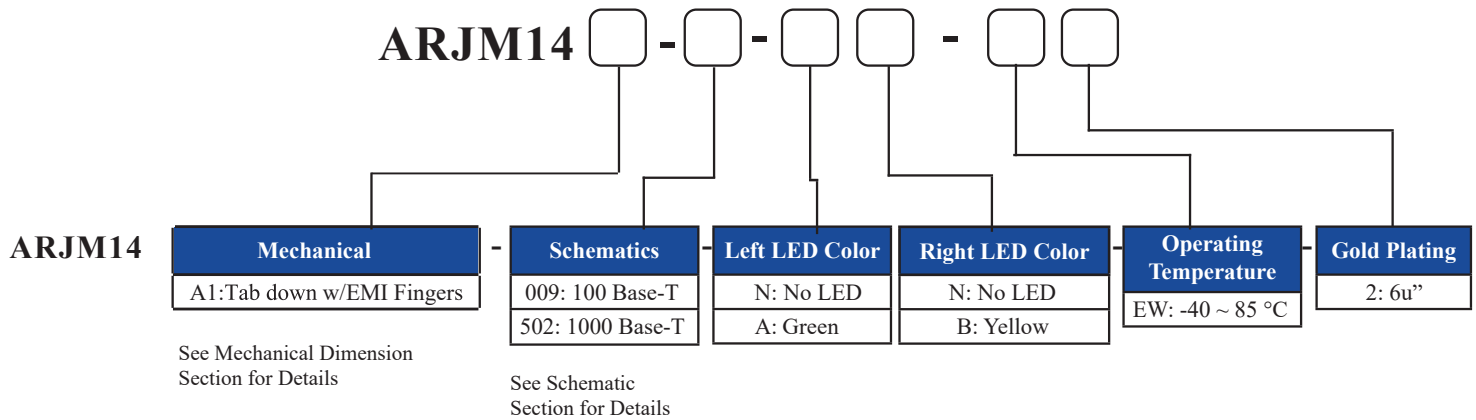 ARJM14 - - -
ARJM14
Mechanical - Schematics - Left LED Color Right LED Color - Operating Temperature - Gold Plating
A1:Tab down w/EMI Fingers 009: 100 Base-T N: No LED N: No LED EW: -40 ~ 85 °C 2: 6u”
502: 1000 Base-T A: Green B: Yellow
See Mechanical Dimension
Section for Details
See Schematic
Section for Details